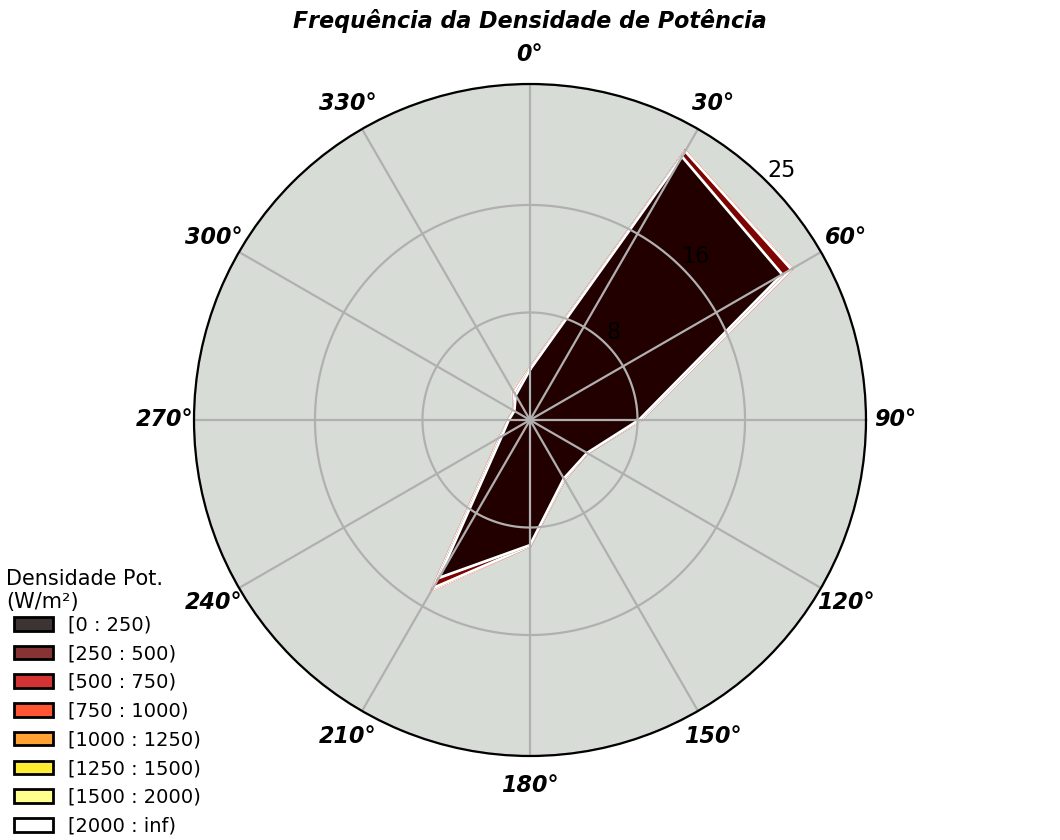 Frequência da Densidade de Potência
0°
330°
30°
25
300°
60°
16
8
270°
90°
240°
120°
210°
150°
180°
Densidade Pot.
(W/m²)
[0 : 250)
[250 : 500)
[500 : 750)
[750 : 1000)
[1000 : 1250)
[1250 : 1500)
[1500 : 2000)
[2000 : inf)